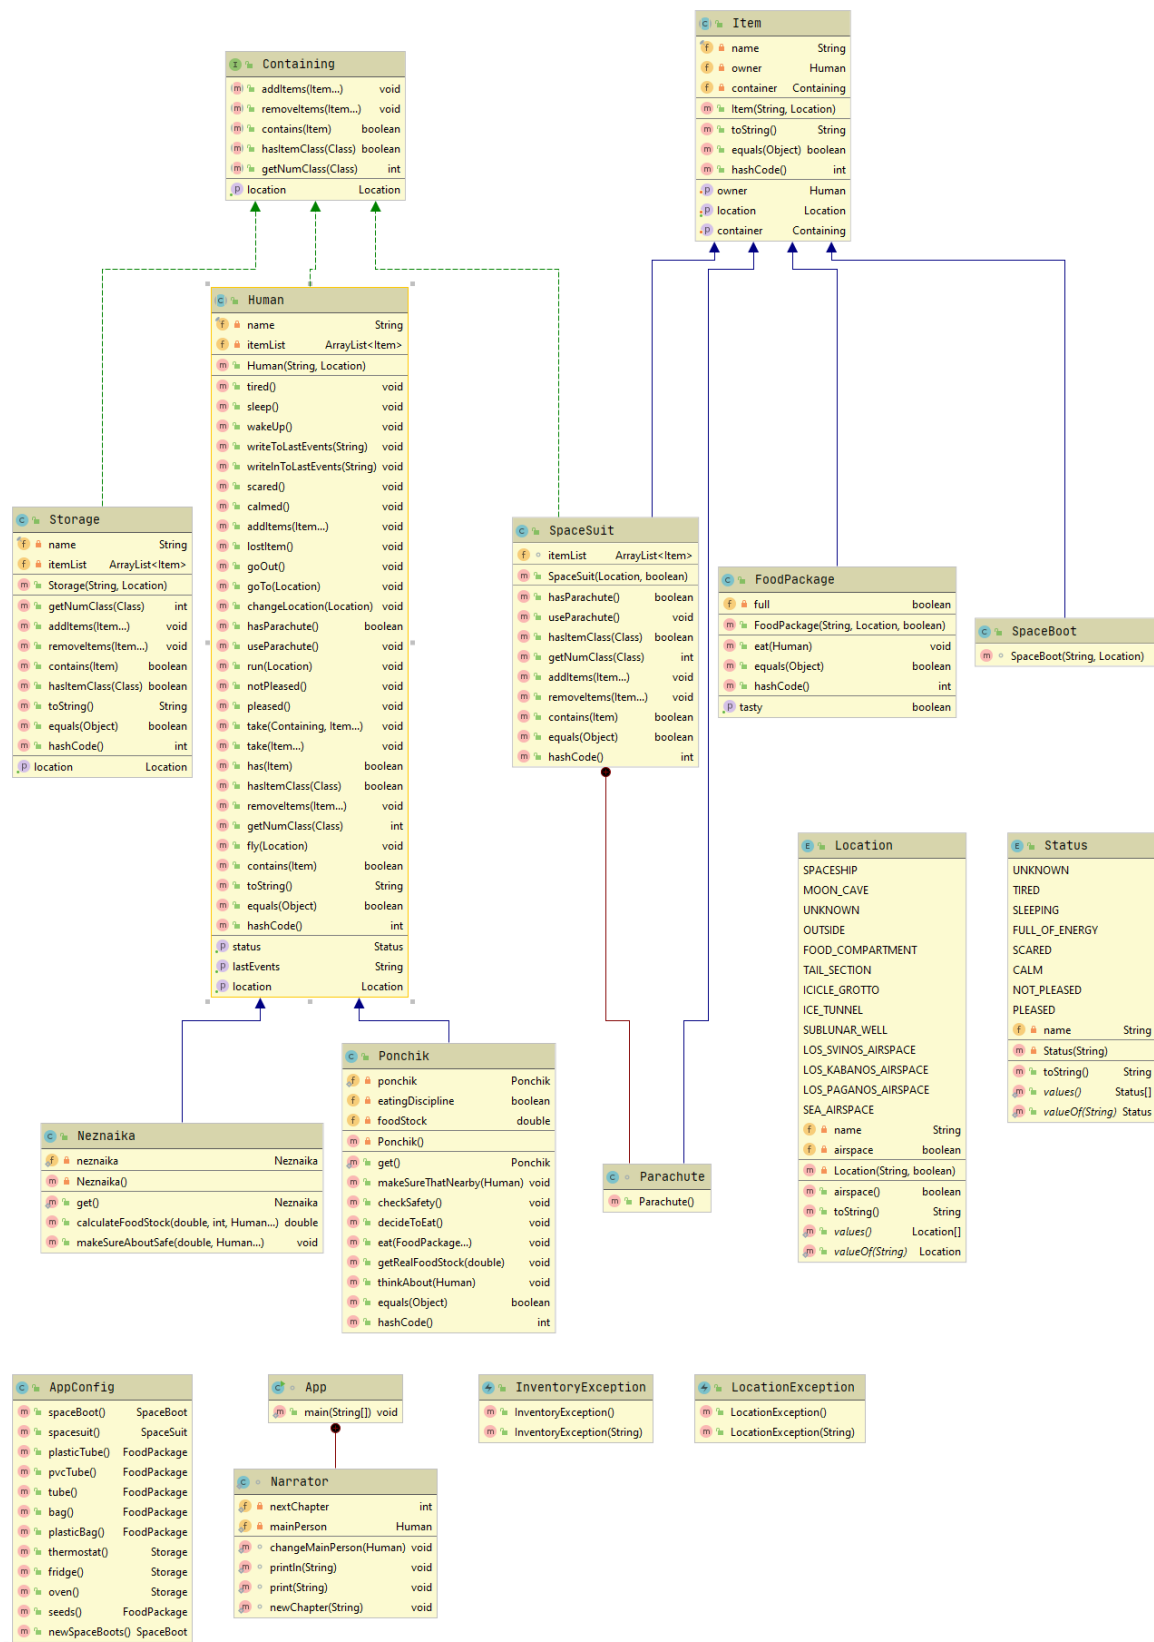 Item
name String
owner Human
container Containing
Item(String, Location)
toString() String
equals(Object) boolean
hashCode() int
owner Human
location Location
container Containing
Containing
addItems(Item...) void
removeItems(Item...) void
contains(Item) boolean
hasItemClass(Class) boolean
getNumClass(Class) int
location Location
Human
name String
itemList ArrayList<Item>
Human(String, Location)
tired() void
sleep() void
wakeUp() void
writeToLastEvents(String) void
writelnToLastEvents(String) void
scared() void
calmed() void
addItems(Item...) void
lostItem() void
goOut() void
goTo(Location) void
changeLocation(Location) void
hasParachute() boolean
useParachute() void
run(Location) void
notPleased() void
pleased() void
take(Containing, Item...) void
take(Item...) void
has(Item) boolean
hasItemClass(Class) boolean
removeItems(Item...) void
getNumClass(Class) int
fly(Location) void
contains(Item) boolean
toString() String
equals(Object) boolean
hashCode() int
status Status
lastEvents String
location Location
Storage
name String
itemList ArrayList<Item>
Storage(String, Location)
getNumClass(Class) int
addItems(Item...) void
removeItems(Item...) void
contains(Item) boolean
hasItemClass(Class) boolean
toString() String
equals(Object) boolean
hashCode() int
location Location
SpaceSuit
itemList ArrayList<Item>
SpaceSuit(Location, boolean)
hasParachute() boolean
useParachute() void
hasItemClass(Class) boolean
getNumClass(Class) int
addItems(Item...) void
removeItems(Item...) void
contains(Item) boolean
equals(Object) boolean
hashCode() int
FoodPackage
full boolean
FoodPackage(String, Location, boolean)
eat(Human) void
equals(Object) boolean
hashCode() int
tasty boolean
SpaceBoot
SpaceBoot(String, Location)
Location
SPACESHIP
MOON_CAVE
UNKNOWN
OUTSIDE
FOOD_COMPARTMENT
TAIL_SECTION
ICICLE_GROTTO
ICE_TUNNEL
SUBLUNAR_WELL
LOS_SVINOS_AIRSPACE
LOS_KABANOS_AIRSPACE
LOS_PAGANOS_AIRSPACE
SEA_AIRSPACE
name String
airspace boolean
Location(String, boolean)
airspace() boolean
toString() String
values() Location[]
valueOf(String) Location
Status
UNKNOWN
TIRED
SLEEPING
FULL_OF_ENERGY
SCARED
CALM
NOT_PLEASED
PLEASED
name String
Status(String)
toString() String
values() Status[]
valueOf(String) Status
Neznaika
neznaika Neznaika
Neznaika()
get() Neznaika
calculateFoodStock(double, int, Human...) double
makeSureAboutSafe(double, Human...) void
Ponchik
ponchik Ponchik
eatingDiscipline boolean
foodStock double
Ponchik()
get() Ponchik
makeSureThatNearby(Human) void
checkSafety() void
decideToEat() void
eat(FoodPackage...) void
getRealFoodStock(double) void
thinkAbout(Human) void
equals(Object) boolean
hashCode() int
Parachute
Parachute()
AppConfig
spaceBoot() SpaceBoot
spacesuit() SpaceSuit
plasticTube() FoodPackage
pvcTube() FoodPackage
tube() FoodPackage
bag() FoodPackage
plasticBag() FoodPackage
thermostat() Storage
fridge() Storage
oven() Storage
seeds() FoodPackage
newSpaceBoots() SpaceBoot
App
main(String[]) void
Narrator
nextChapter int
mainPerson Human
changeMainPerson(Human) void
println(String) void
print(String) void
newChapter(String) void
InventoryException
InventoryException()
InventoryException(String)
LocationException
LocationException()
LocationException(String)